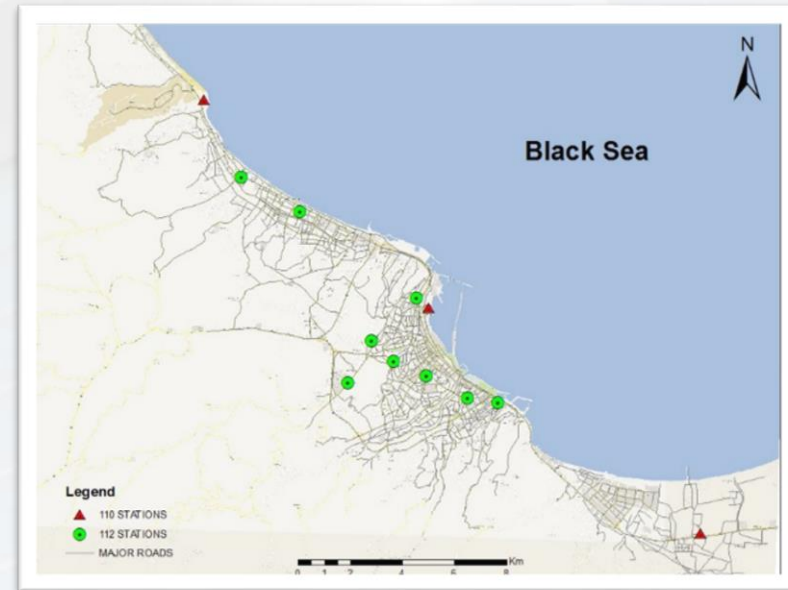 N
Black Sea
Legend
110 STATIONS
112 STATIONS
MAJOR ROADS
Km
0 1 2 4 6 8